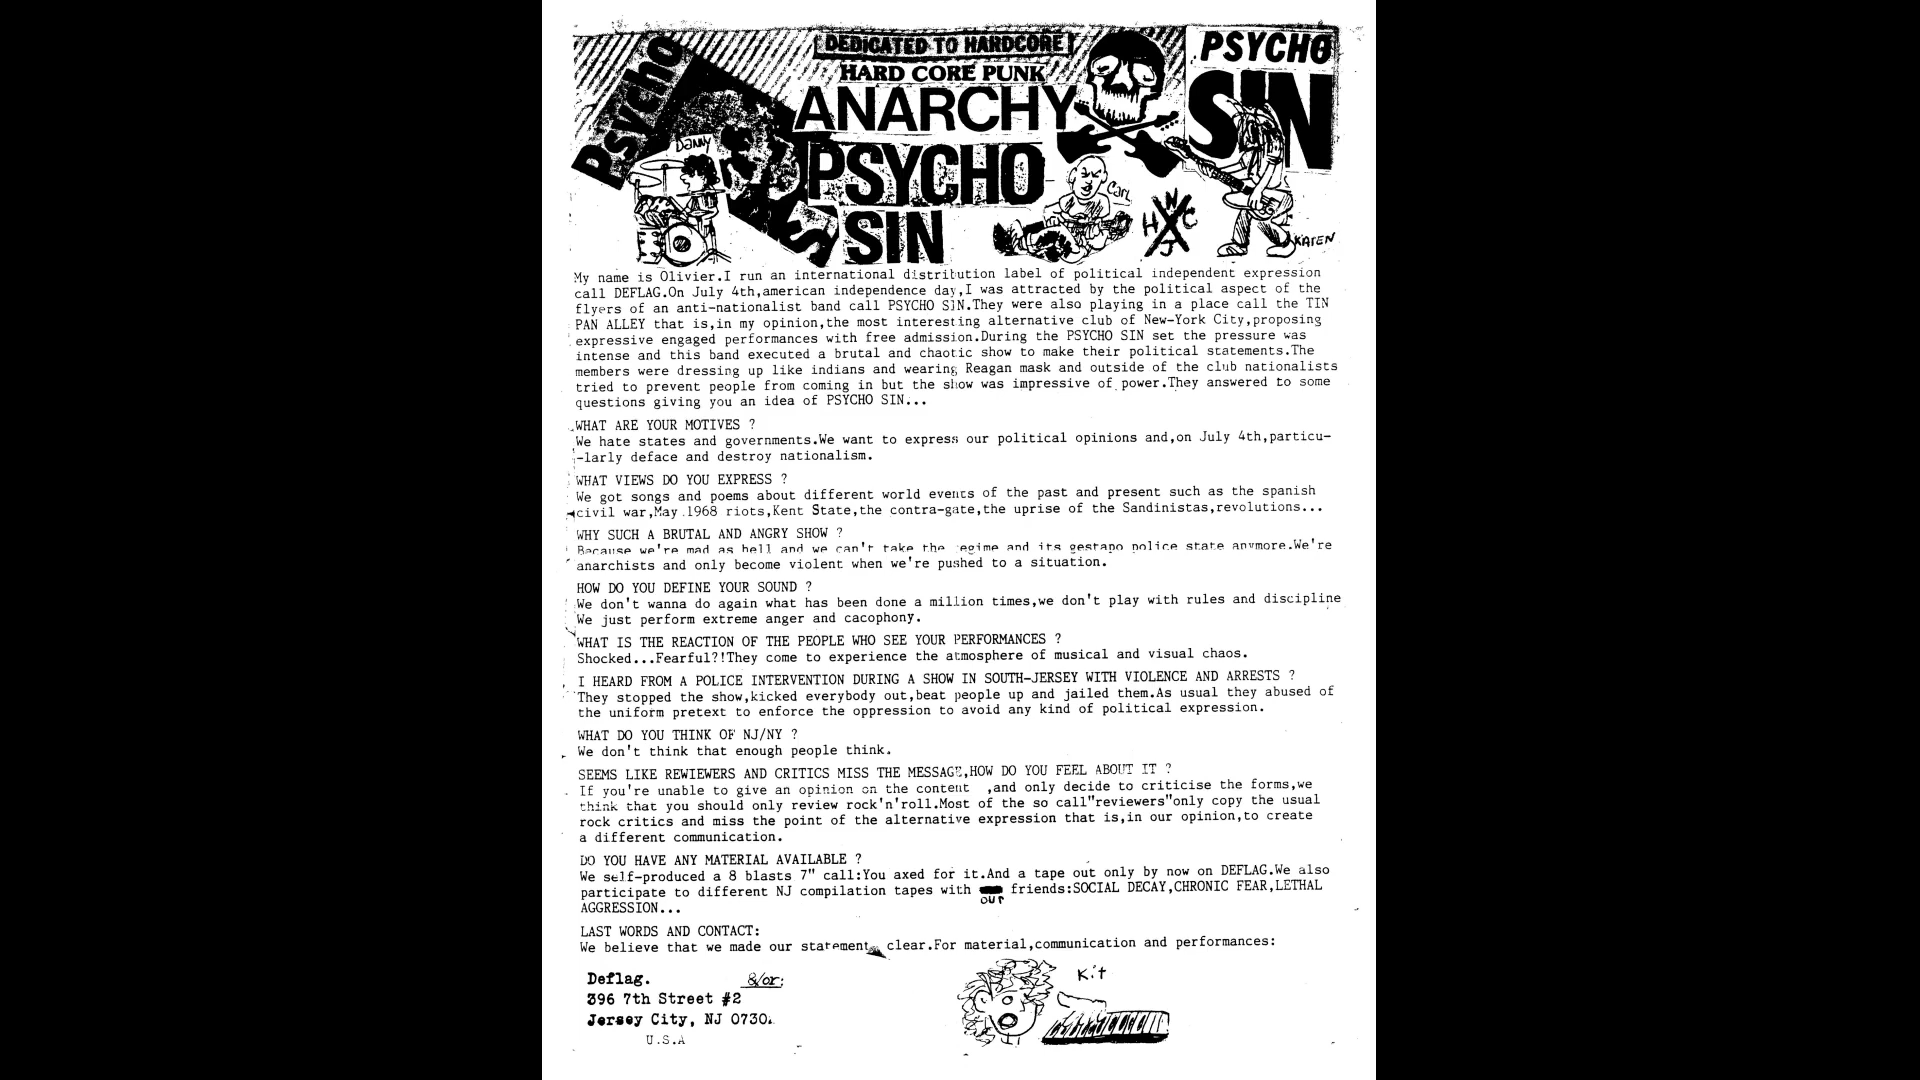 DEDICATED TO HARDCORE
HARD CORE PUNK
ANARCHY
PSYCHO
SIN
Psycho
Danny
Carl
N
H C
J
PSYCHO
SIN
KAREN
My name is Olivier.I run an international distribution label of political independent expression
call DEFLAG.On July 4th,american independence day,I was attracted by the political aspect of the
flyers of an anti-nationalist band call PSYCHO SIN.They were also playing in a place call the TIN
PAN ALLEY that is,in my opinion,the most interesting alternative club of New-York City,proposing
expressive engaged performances with free admission.During the PSYCHO SIN set the pressure was
intense and this band executed a brutal and chaotic show to make their political statements.The
members were dressing up like indians and wearing Reagan mask and outside of the club nationalists
tried to prevent people from coming in but the show was impressive of power.They answered to some
questions giving you an idea of PSYCHO SIN...
WHAT ARE YOUR MOTIVES ?
We hate states and governments.We want to express our political opinions and,on July 4th,particu-
-larly deface and destroy nationalism.
WHAT VIEWS DO YOU EXPRESS ?
We got songs and poems about different world events of the past and present such as the spanish
civil war,May 1968 riots,Kent State,the contra-gate,the uprise of the Sandinistas,revolutions...
WHY SUCH A BRUTAL AND ANGRY SHOW ?
Because we're mad as hell and we can't take the regime and its gestapo police state anymore.We're
anarchists and only become violent when we're pushed to a situation.
HOW DO YOU DEFINE YOUR SOUND ?
We don't wanna do again what has been done a million times,we don't play with rules and discipline
We just perform extreme anger and cacophony.
WHAT IS THE REACTION OF THE PEOPLE WHO SEE YOUR PERFORMANCES ?
Shocked...Fearful?!They come to experience the atmosphere of musical and visual chaos.
I HEARD FROM A POLICE INTERVENTION DURING A SHOW IN SOUTH-JERSEY WITH VIOLENCE AND ARRESTS ?
They stopped the show,kicked everybody out,beat people up and jailed them.As usual they abused of
the uniform pretext to enforce the oppression to avoid any kind of political expression.
WHAT DO YOU THINK OF NJ/NY ?
We don't think that enough people think.
SEEMS LIKE REWIEWERS AND CRITICS MISS THE MESSAGE,HOW DO YOU FEEL ABOUT IT ?
If you're unable to give an opinion on the content ,and only decide to criticise the forms,we
think that you should only review rock'n'roll.Most of the so call"reviewers"only copy the usual
rock critics and miss the point of the alternative expression that is,in our opinion,to create
a different communication.
DO YOU HAVE ANY MATERIAL AVAILABLE ?
We self-produced a 8 blasts 7" call:You axed for it.And a tape out only by now on DEFLAG.We also
participate to different NJ compilation tapes with our friends:SOCIAL DECAY,CHRONIC FEAR,LETHAL
AGGRESSION...
LAST WORDS AND CONTACT:
We believe that we made our statement clear.For material,communication and performances:
Deflag. &/or:
396 7th Street #2
Jersey City, NJ
U.S.A
Kit